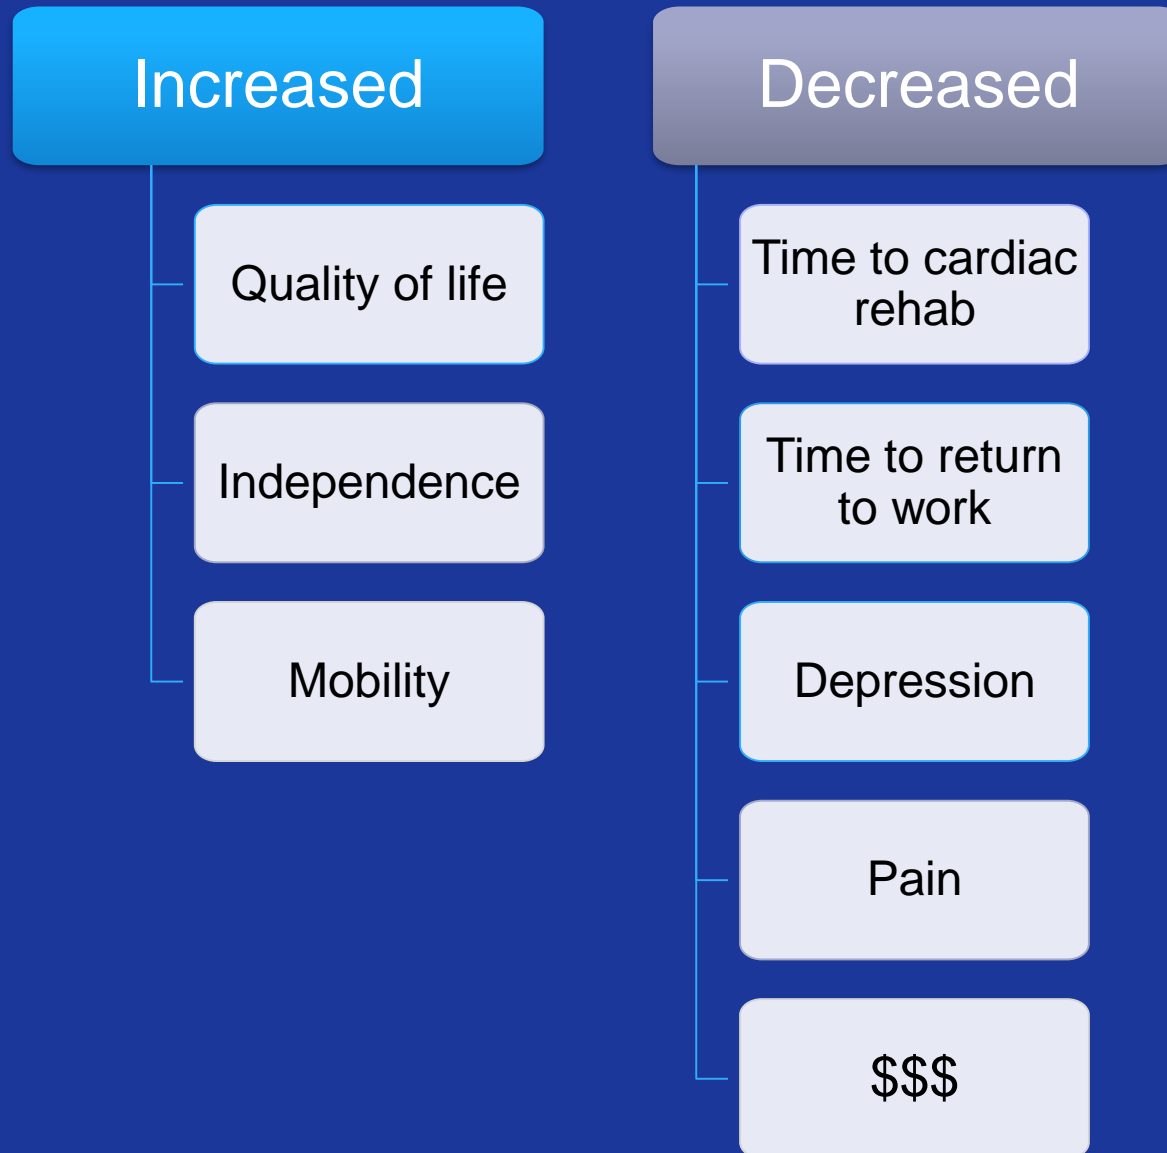 Increased
Quality of life
Independence
Mobility
Decreased
Time to cardiac
rehab
Time to return
to work
Depression
Pain
$$$